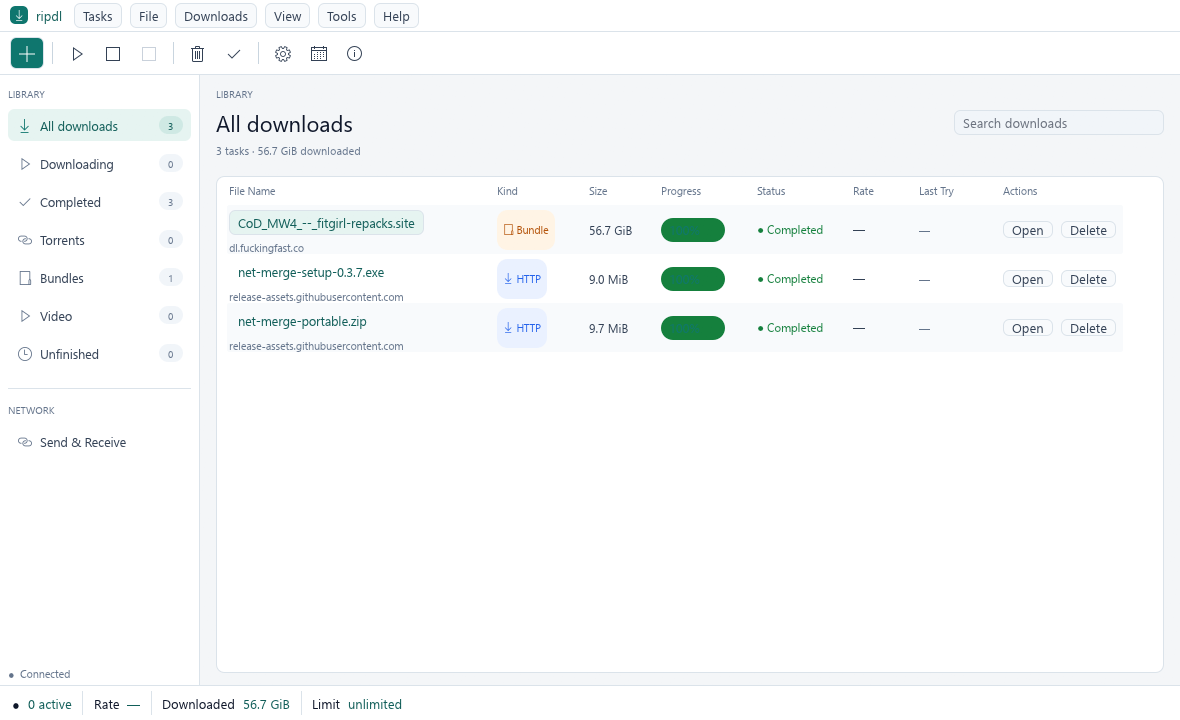 ripdl Tasks File Downloads View Tools Help
LIBRARY
All downloads 3
Downloading 0
Completed 3
Torrents 0
Bundles 1
Video 0
Unfinished 0
NETWORK
Send & Receive
Connected
LIBRARY
All downloads
Search downloads
3 tasks · 56.7 GiB downloaded
File Name Kind Size Progress Status Rate Last Try Actions
CoD_MW4_--_fitgirl-repacks.site Bundle 56.7 GiB • Completed — — Open Delete
dl.fuckingfast.co
net-merge-setup-0.3.7.exe HTTP 9.0 MiB • Completed — — Open Delete
release-assets.githubusercontent.com
net-merge-portable.zip HTTP 9.7 MiB • Completed — — Open Delete
release-assets.githubusercontent.com
• 0 active Rate — Downloaded 56.7 GiB Limit unlimited